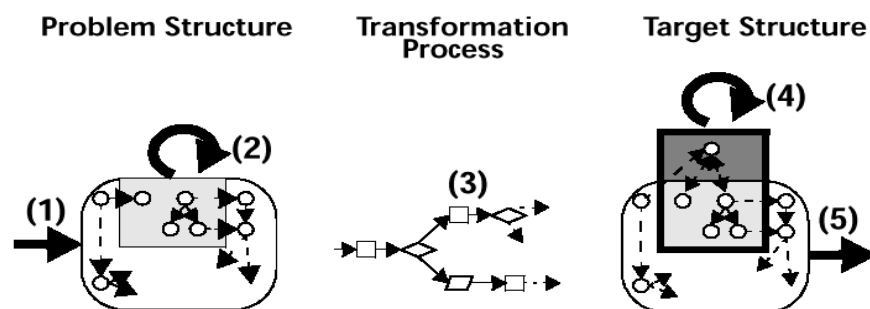 Problem Structure
Transformation
Process
Target Structure
(1)
(2)
(3)
(4)
(5)